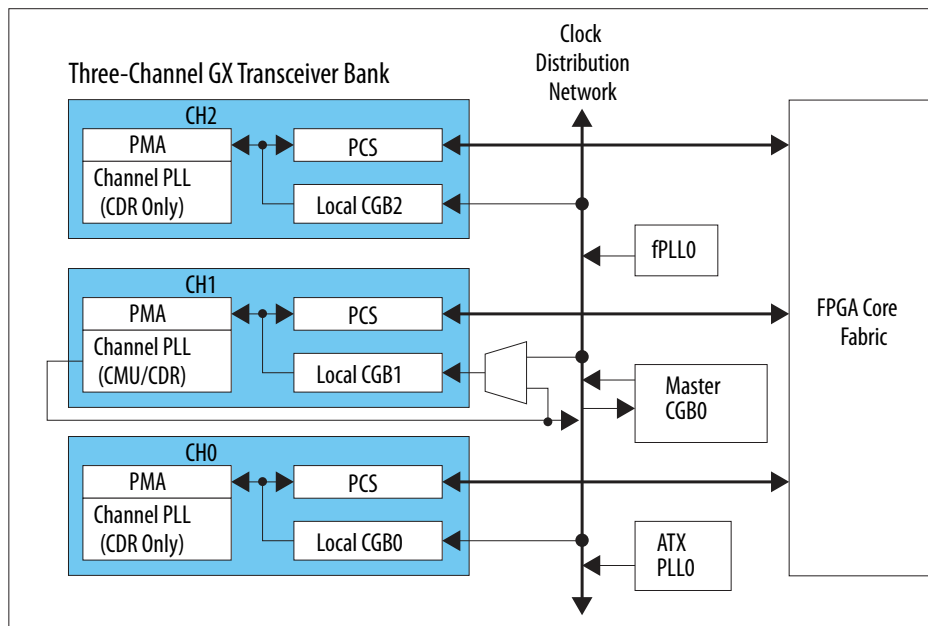 Three-Channel GX Transceiver Bank
Clock
Distribution
Network
CH2
PMA
Channel PLL
(CDR Only)
PCS
Local CGB2
fPLL0
CH1
PMA
Channel PLL
(CMU/CDR)
PCS
Local CGB1
Master
CGB0
CH0
PMA
Channel PLL
(CDR Only)
PCS
Local CGB0
ATX
PLL0
FPGA Core
Fabric